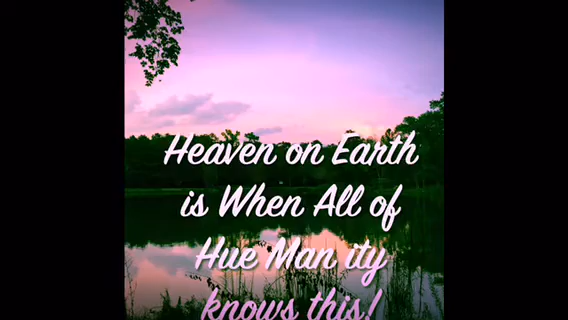 Heaven on Earth
is When All of
Hue Man ity
knows this!